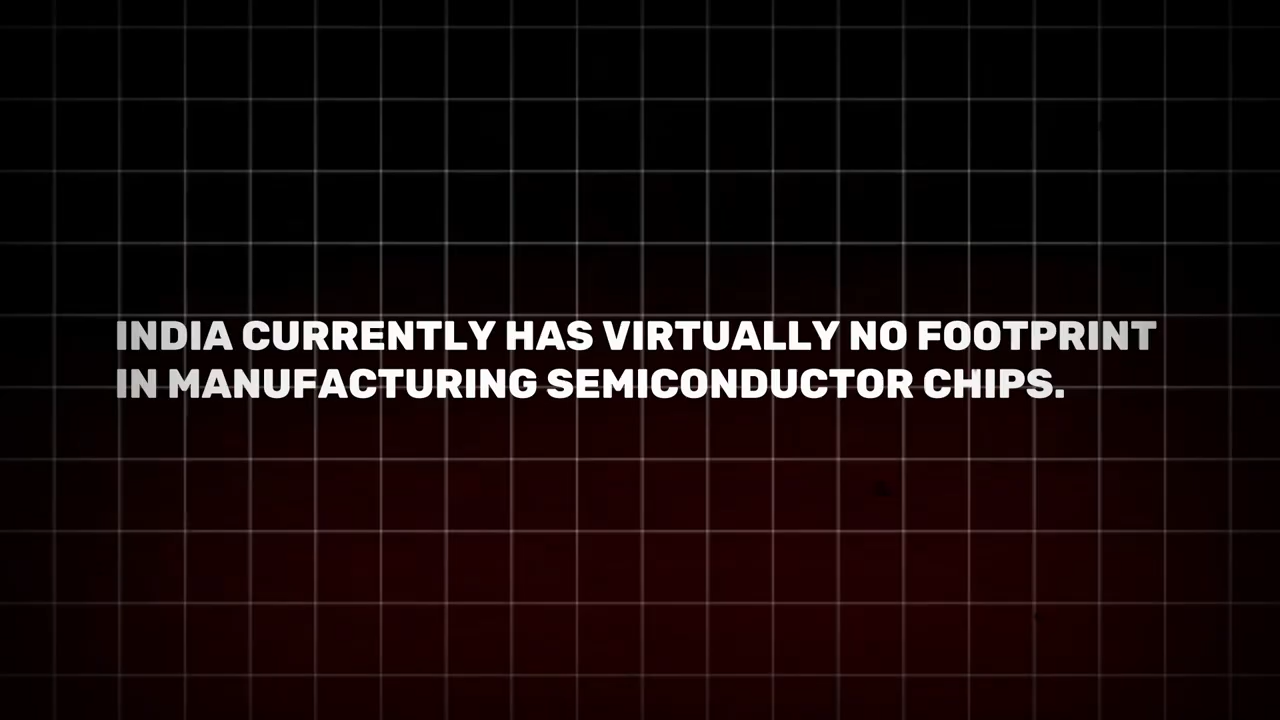 INDIA CURRENTLY HAS VIRTUALLY NO FOOTPRINT
IN MANUFACTURING SEMICONDUCTOR CHIPS.